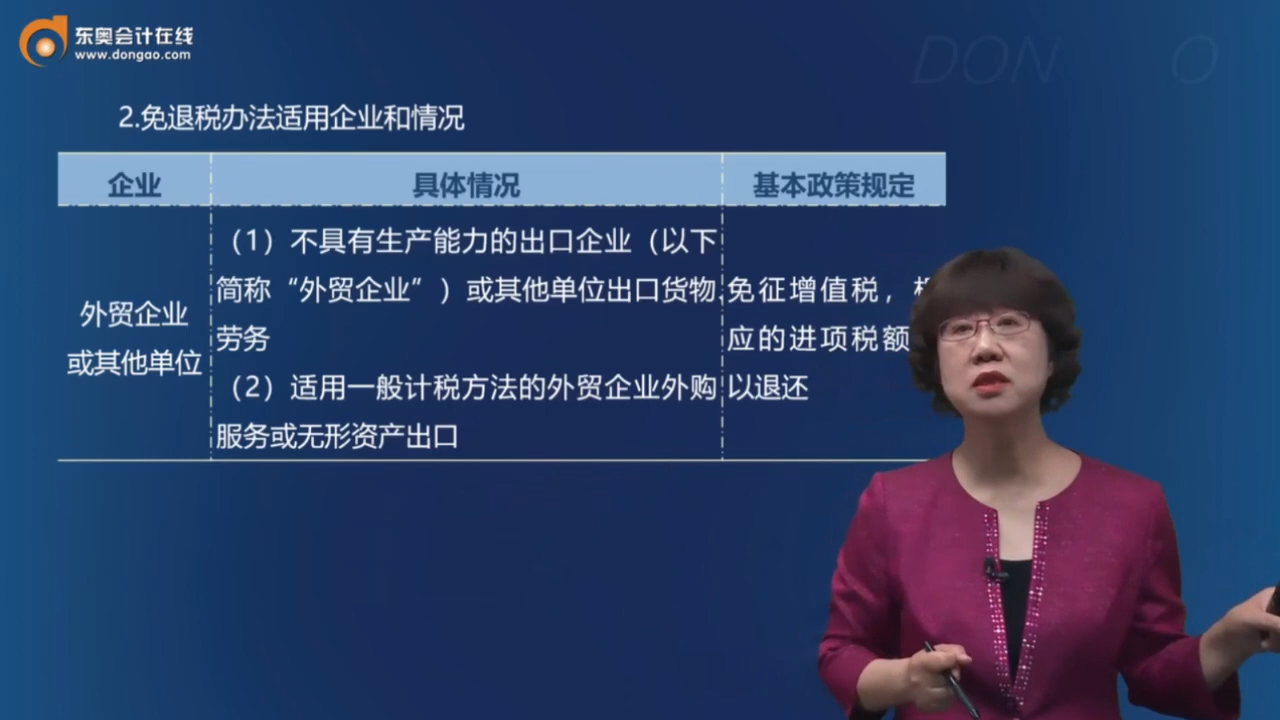 东奥会计在线
www.dongao.com
DON O
2.免退税办法适用企业和情况
企业 具体情况 基本政策规定
外贸企业
或其他单位
（1）不具有生产能力的出口企业（以下
简称“外贸企业”）或其他单位出口货物、
劳务
（2）适用一般计税方法的外贸企业外购
服务或无形资产出口
免征增值税，
应的进项税额
以退还